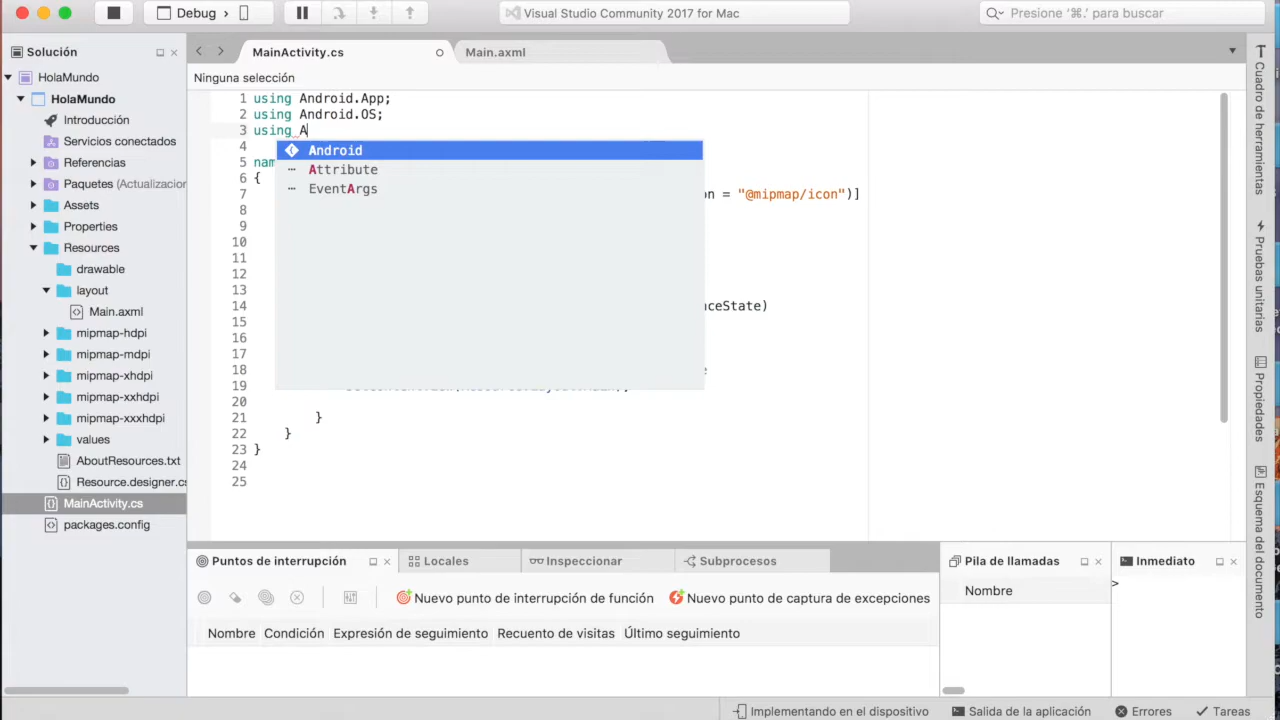 Debug
Visual Studio Community 2017 for Mac
Presione '⌘.' para buscar
Solución
HolaMundo
HolaMundo
Introducción
Servicios conectados
Referencias
Paquetes (Actualizacior
Assets
Properties
Resources
drawable
layout
Main.axml
mipmap-hdpi
mipmap-mdpi
mipmap-xhdpi
mipmap-xxhdpi
mipmap-xxxhdpi
values
AboutResources.txt
Resource.designer.cs
MainActivity.cs
packages.config
MainActivity.cs
Main.axml
Ninguna selección
1 using Android.App;
2 using Android.OS;
3 using A
4
5 nam
6 {
7 on = "@mipmap/icon")]
8
9
10
11
12
13
14 nceState)
15
16
17
18
19
20
21 }
22 }
23 }
24
25
Android
Attribute
EventArgs
Puntos de interrupción
Locales
Inspeccionar
Subprocesos
Nuevo punto de interrupción de función
Nuevo punto de captura de excepciones
Nombre Condición Expresión de seguimiento Recuento de visitas Último seguimiento
Pila de llamadas
Nombre
Inmediato
>
Cuadro de herramientas
Pruebas unitarias
Propiedades
Esquema del documento
Implementando en el dispositivo
Salida de la aplicación
Errores
Tareas